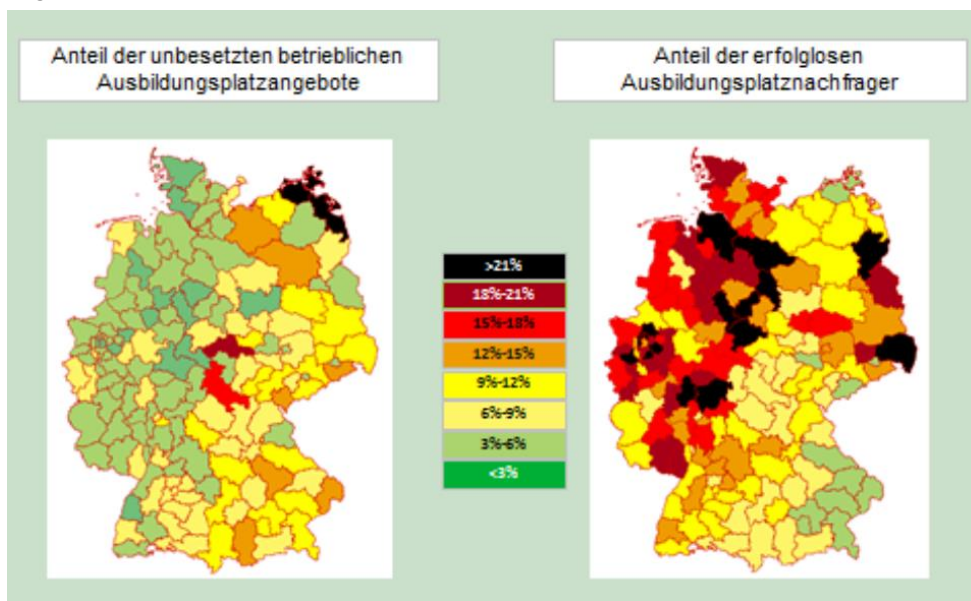 Anteil der unbesetzten betrieblichen
Ausbildungsplatzangebote
Anteil der erfolglosen
Ausbildungsplatznachfrager
>21%
18%-21%
15%-18%
12%-15%
9%-12%
6%-9%
3%-6%
<3%